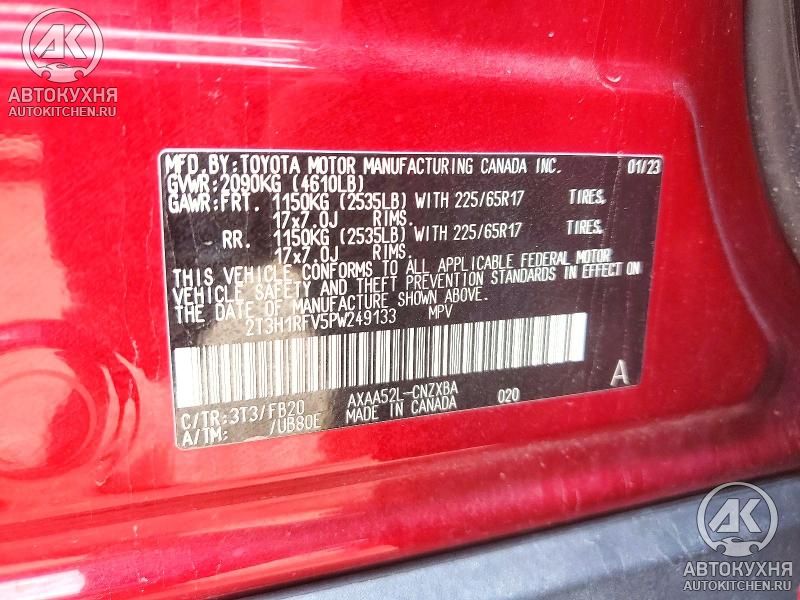 AK
АВТОКУХНЯ
AUTOKITCHEN.RU
MFD.BY:TOYOTA MOTOR MANUFACTURING CANADA INC. 01/23
GVWR:2090KG (4610LB)
GAWR:FRT. 1150KG (2535LB) WITH 225/65R17 TIRES.
17x7.0J RIMS.
RR. 1150KG (2535LB) WITH 225/65R17 TIRES.
17x7.0J RIMS.
THIS VEHICLE CONFORMS TO ALL APPLICABLE FEDERAL MOTOR
VEHICLE SAFETY AND THEFT PREVENTION STANDARDS IN EFFECT ON
THE DATE OF MANUFACTURE SHOWN ABOVE.
2T3H1RFV5PW249133 MPV
A
C/TR:3T3/FB20 AXAA52L-CNZXBA 020
A/TM: /UB80E MADE IN CANADA
AK
АВТОКУХНЯ
AUTOKITCHEN.RU